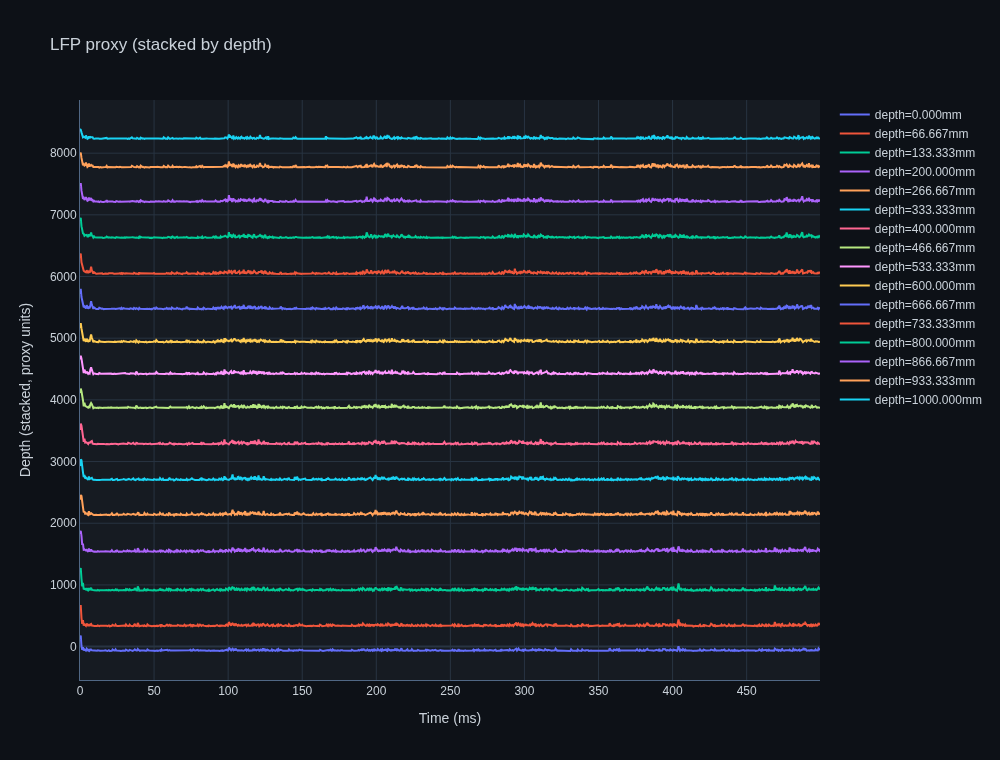 LFP proxy (stacked by depth)
8000
7000
6000
5000
4000
3000
2000
1000
0
Depth (stacked, proxy units)
0 50 100 150 200 250 300 350 400 450
Time (ms)
depth=0.000mm
depth=66.667mm
depth=133.333mm
depth=200.000mm
depth=266.667mm
depth=333.333mm
depth=400.000mm
depth=466.667mm
depth=533.333mm
depth=600.000mm
depth=666.667mm
depth=733.333mm
depth=800.000mm
depth=866.667mm
depth=933.333mm
depth=1000.000mm